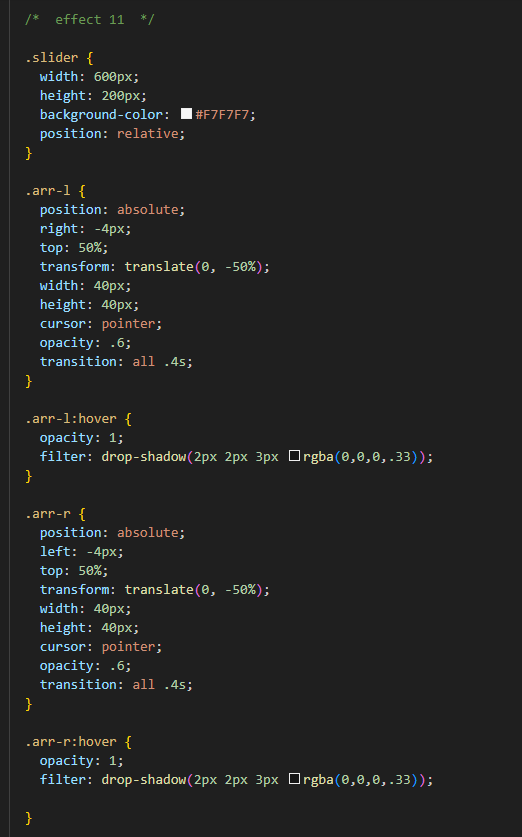 /*  effect 11  */
.slider {
  width: 600px;
  height: 200px;
  background-color: #F7F7F7;
  position: relative;
}
.arr-l {
  position: absolute;
  right: -4px;
  top: 50%;
  transform: translate(0, -50%);
  width: 40px;
  height: 40px;
  cursor: pointer;
  opacity: .6;
  transition: all .4s;
}
.arr-l:hover {
  opacity: 1;
  filter: drop-shadow(2px 2px 3px rgba(0,0,0,.33));
}
.arr-r {
  position: absolute;
  left: -4px;
  top: 50%;
  transform: translate(0, -50%);
  width: 40px;
  height: 40px;
  cursor: pointer;
  opacity: .6;
  transition: all .4s;
}
.arr-r:hover {
  opacity: 1;
  filter: drop-shadow(2px 2px 3px rgba(0,0,0,.33));
}